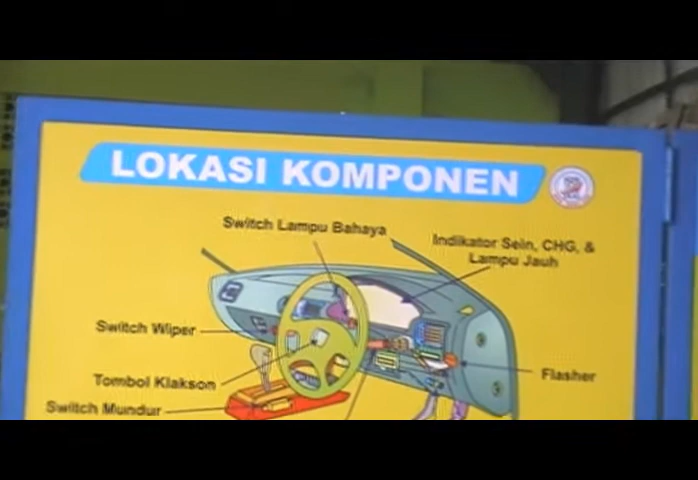 LOKASI KOMPONEN
Switch Lampu Bahaya
Indikator Sein, CHG, &
Lampu Jauh
Switch Wiper
Tombol Klakson
Flasher
Switch Mundur